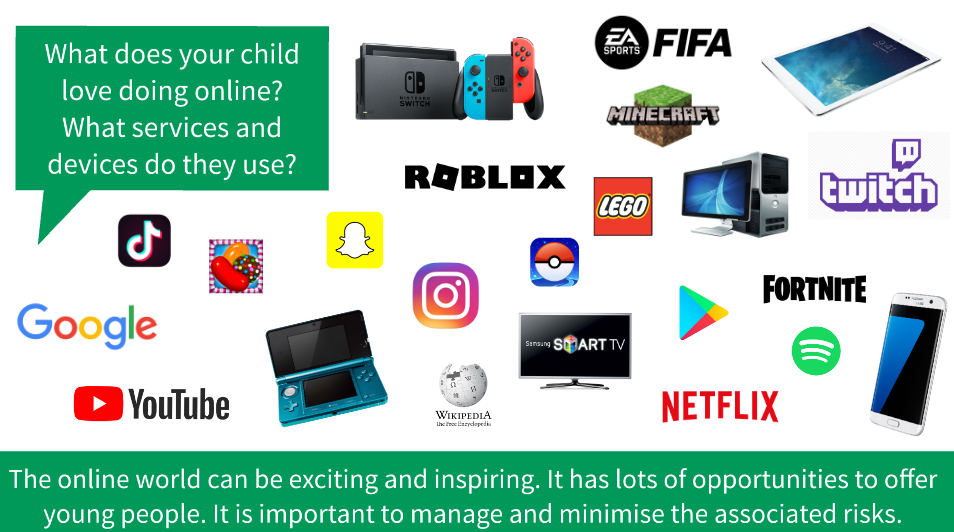 What does your child
love doing online?
What services and
devices do they use?
NINTENDO
SWITCH
EA
SPORTS
FIFA
MINECRAFT
ROBLOX
LEGO
twitch
Google
FORTNITE
Samsung SMART TV
YouTube
WIKIPEDIA
The Free Encyclopedia
NETFLIX
The online world can be exciting and inspiring. It has lots of opportunities to offer
young people. It is important to manage and minimise the associated risks.